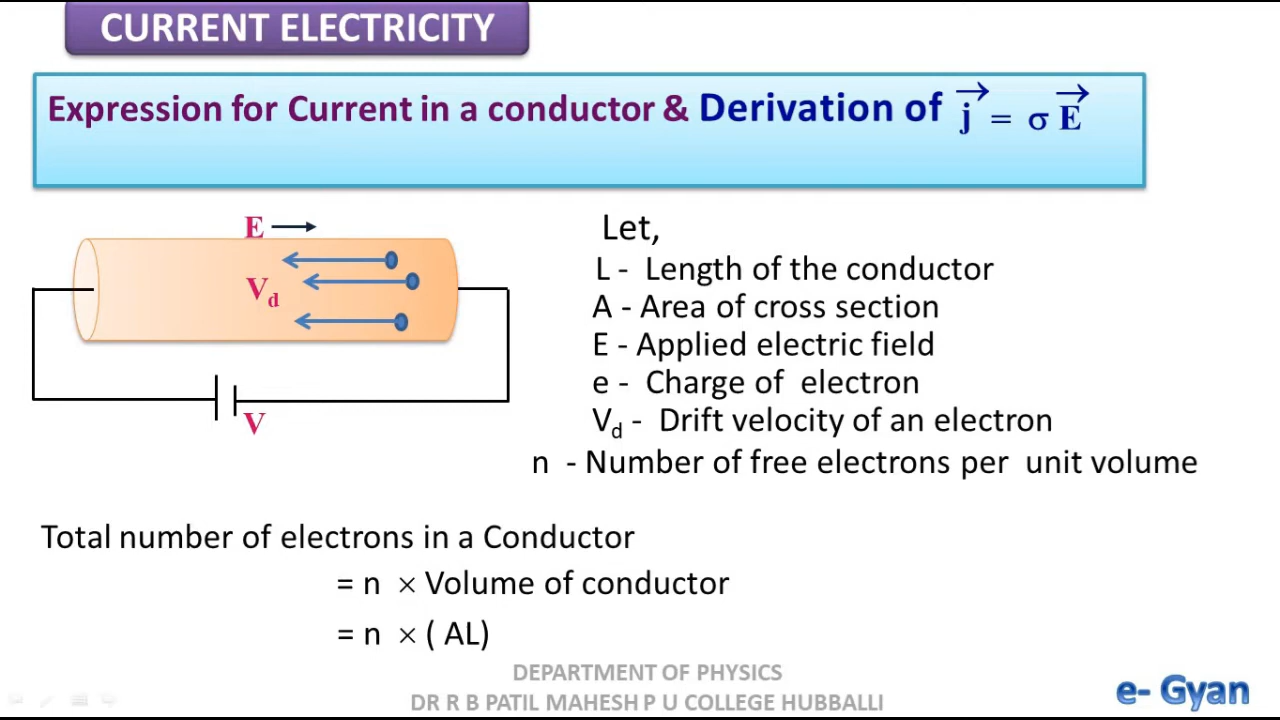 CURRENT ELECTRICITY
Expression for Current in a conductor & Derivation of j⃗ = σ E⃗
E
V_d
V
Let,
L - Length of the conductor
A - Area of cross section
E - Applied electric field
e - Charge of electron
V_d - Drift velocity of an electron
n - Number of free electrons per unit volume
Total number of electrons in a Conductor
= n × Volume of conductor
= n × ( AL)
DEPARTMENT OF PHYSICS
DR R B PATIL MAHESH P U COLLEGE HUBBALLI
e- Gyan